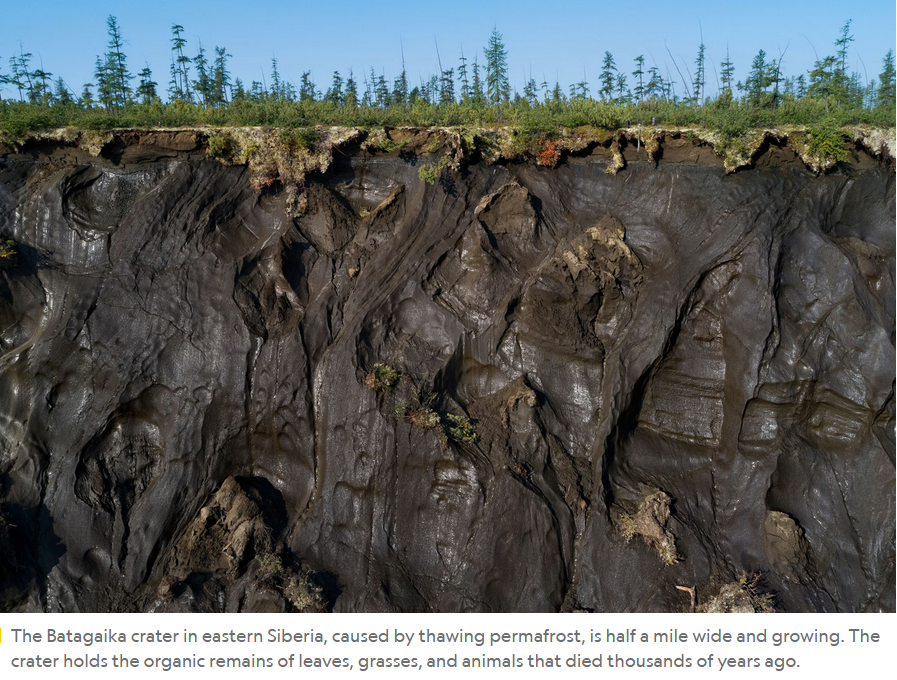 The Batagaika crater in eastern Siberia, caused by thawing permafrost, is half a mile wide and growing. The
crater holds the organic remains of leaves, grasses, and animals that died thousands of years ago.